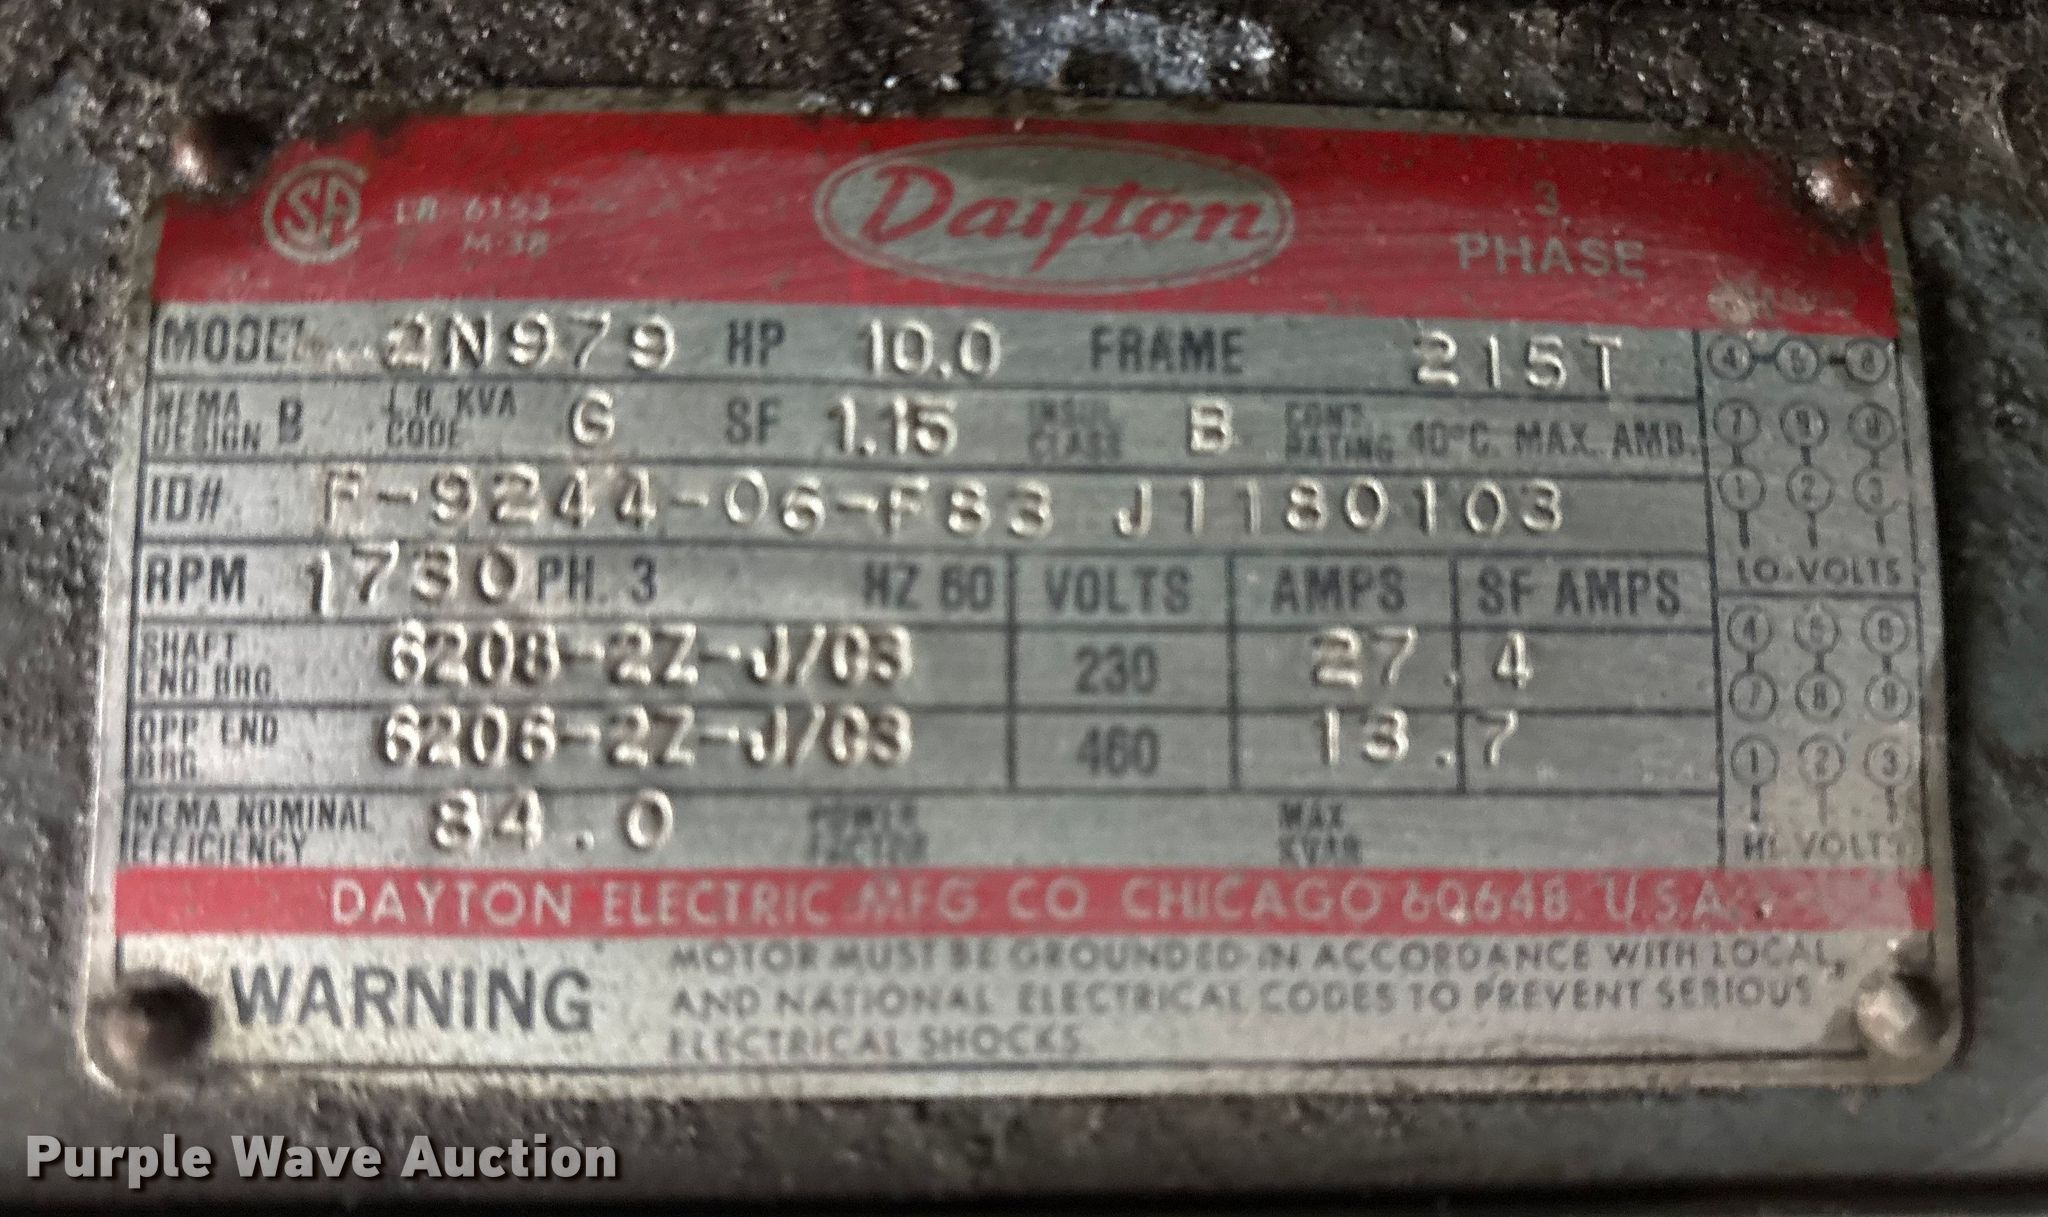 CSA LR 6153
M-38
Dayton
3
PHASE
MODEL 2N979 HP 10.0 FRAME 215T
NEMA DESIGN B L.R. KVA CODE G SF 1.15 INSUL CLASS B CONT. RATING 40°C. MAX. AMB.
ID# F-9244-06-F83 J1180103
RPM 1730 PH. 3 HZ 60 VOLTS AMPS SF AMPS
SHAFT END BRG 6208-2Z-J/C3 230 27.4
OPP END BRG 6206-2Z-J/C3 460 13.7
NEMA NOMINAL EFFICIENCY 84.0 POWER FACTOR MAX KVAR
4-5-6
7 8 9
1 2 3
LO-VOLTS
4 5 6
7 8 9
1 2 3
HI VOLTS
DAYTON ELECTRIC MFG. CO. CHICAGO 60648 U.S.A.
WARNING MOTOR MUST BE GROUNDED IN ACCORDANCE WITH LOCAL,
AND NATIONAL ELECTRICAL CODES TO PREVENT SERIOUS
ELECTRICAL SHOCKS.
Purple Wave Auction